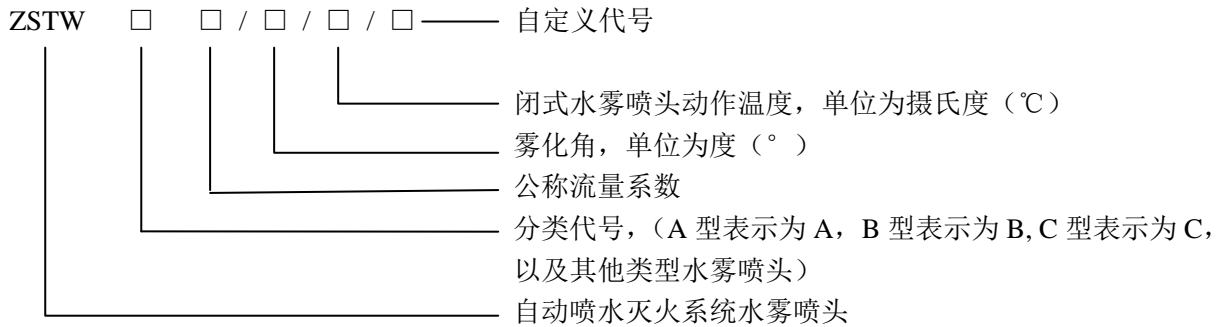 ZSTW □ □ / □ / □ / □ 自定义代号
闭式水雾喷头动作温度，单位为摄氏度（℃）
雾化角，单位为度（°）
公称流量系数
分类代号，（A 型表示为 A，B 型表示为 B, C 型表示为 C，
以及其他类型水雾喷头）
自动喷水灭火系统水雾喷头